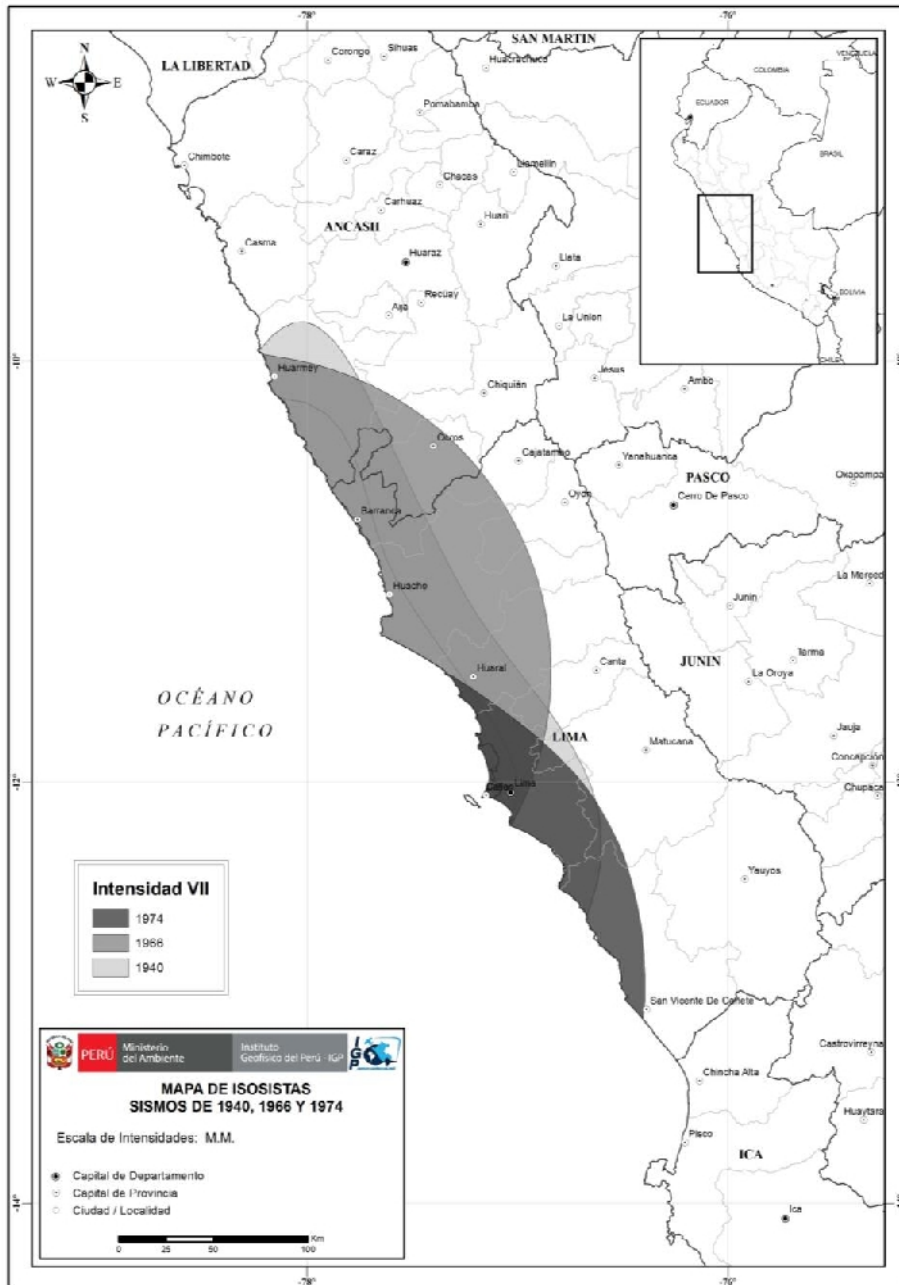 -78°
-76°
N
W E
S
LA LIBERTAD
SAN MARTIN
Corongo
Sihuas
Huacrachuco
Pomabamba
Chimbote
Caraz
Chacas
Llamellin
Carhuaz
Huari
ANCASH
Casma
Huaraz
Llata
Aija
Recuay
La Union
VENEZUELA
COLOMBIA
ECUADOR
BRASIL
BOLIVIA
CHILE
-10°
Huarmey
Jesus
Ambo
Chiquián
Ocros
Cajatambo
Yanahuanca
PASCO
Oyon
Cerro De Pasco
Oxapampa
Barranca
Huacho
La Merced
Junin
Huaral
Canta
JUNIN
Tarma
La Oroya
OCÉANO
PACÍFICO
LIMA
Matucana
Jauja
Concepción
-12°
Callao
Lima
Chupaca
Yauyos
Intensidad VII
1974
1966
1940
San Vicente De Cañete
Castrovirreyna
Chincha Alta
Huaytara
Pisco
ICA
-14°
Ica
PERÚ
Ministerio
del Ambiente
Instituto
Geofísico del Perú - IGP
IGP
MAPA DE ISOSISTAS
SISMOS DE 1940, 1966 Y 1974
Escala de Intensidades: M.M.
Capital de Departamento
Capital de Provincia
Ciudad / Localidad
Km
0 25 50 100
-78°
-76°